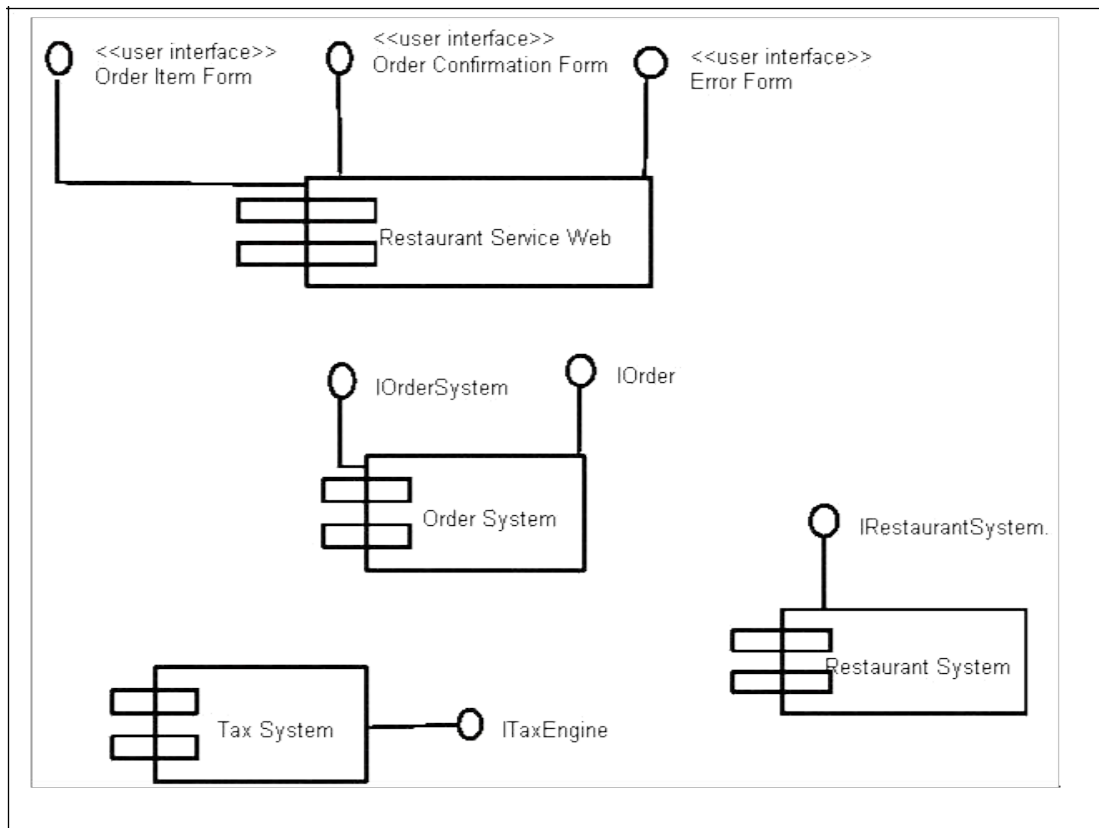 <<user interface>>
Order Item Form
<<user interface>>
Order Confirmation Form
<<user interface>>
Error Form
Restaurant Service Web
IOrderSystem
IOrder
Order System
IRestaurantSystem.
Restaurant System
Tax System
ITaxEngine